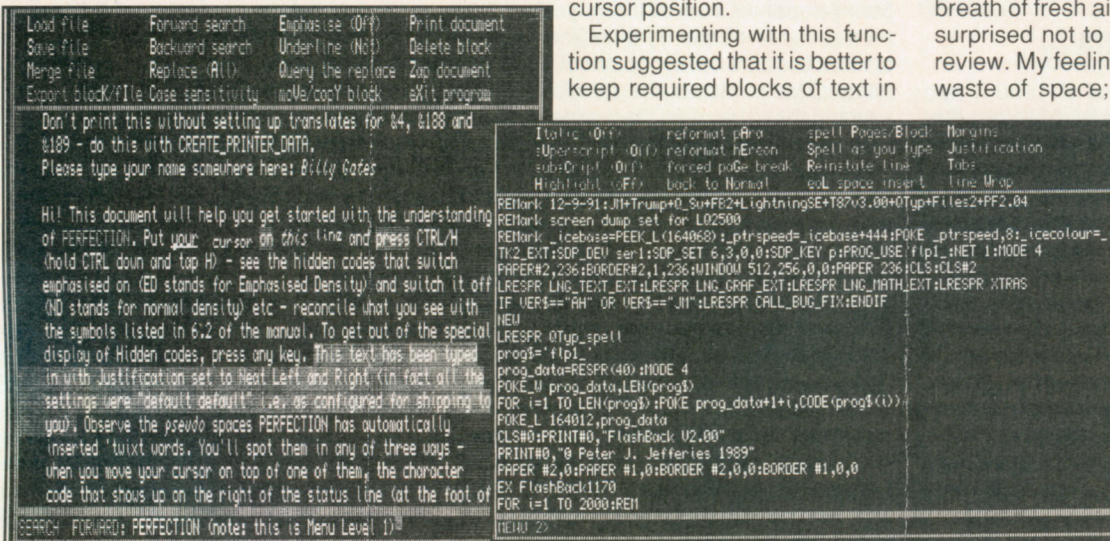 cursor position.
Experimenting with this func-
tion suggested that it is better to
keep required blocks of text in
breath of fresh ai
surprised not to
review. My feelin
waste of space;
Load file Forward search Emphasise (Off) Print document
Save file Backward search Underline (Not) Delete block
Merge file Replace (All) Query the replace Zap document
Export blocK/fIle Case sensitivity moVe/copY block eXit program
Don't print this without setting up translates for &4, &188 and
&189 - do this with CREATE_PRINTER_DATA.
Please type your name somewhere here: Billy Gates
Hi! This document will help you get started with the understanding
of PERFECTION. Put your cursor on this line and press CTRL/H
(hold CTRL down and tap H) - see the hidden codes that switch
emphasised on (ED stands for Emphasised Density) and switch it off
(ND stands for normal density) etc - reconcile what you see with
the symbols listed in 6.2 of the manual. To get out of the special
display of Hidden codes, press any key. This text has been typed
in with Justification set to Neat Left and Right (in fact all the
settings were "default default" i.e. as configured for shipping to
you). Observe the pseudo spaces PERFECTION has automatically
inserted 'twixt words. You'll spot them in any of three ways -
when you move your cursor on top of one of them, the character
code that shows up on the right of the status line (at the foot of
SEARCH FORWARD: PERFECTION (note: this is Menu Level 1)
Italic (Off) reformat pAra spell Pages/Block Margins
sUperscript (Off) reformat hEreon Spell as you type Justification
subsCript (Off) forced paGe break Reinstate line Tabs
Highlight (oFf) back to Normal eoL space insert line Wrap
REMark 12-9-91:JM+Trump+Q_Su+FB2+LightningSE+T87v3.00+QTyp+Files2+PF2.04
REMark screen dump set for LQ2500
REMark _icebase=PEEK_L(164068):_ptrspeed=_icebase+444:POKE _ptrspeed,8:_icecolour=_
TK2_EXT:SDP_DEV ser1:SDP_SET 6,3,0,0:SDP_KEY p:PROG_USE flp1_:NET 1:MODE 4
PAPER#2,236:BORDER#2,1,236:WINDOW 512,256,0,0:PAPER 236:CLS:CLS#2
LRESPR LNG_TEXT_EXT:LRESPR LNG_GRAF_EXT:LRESPR LNG_MATH_EXT:LRESPR XTRAS
IF VER$=="AH" OR VER$=="JM":LRESPR CALL_BUG_FIX:ENDIF
NEW
LRESPR QTyp_spell
prog$='flp1_'
prog_data=RESPR(40):MODE 4
POKE_W prog_data,LEN(prog$)
FOR i=1 TO LEN(prog$):POKE prog_data+1+i,CODE(prog$(i))
POKE_L 164012,prog_data
CLS#0:PRINT#0,"FlashBack V2.00"
PRINT#0,"@ Peter J. Jefferies 1989"
PAPER #2,0:PAPER #1,0:BORDER #2,0,0:BORDER #1,0,0
EX FlashBack1170
FOR i=1 TO 2000:REM
MENU 2>